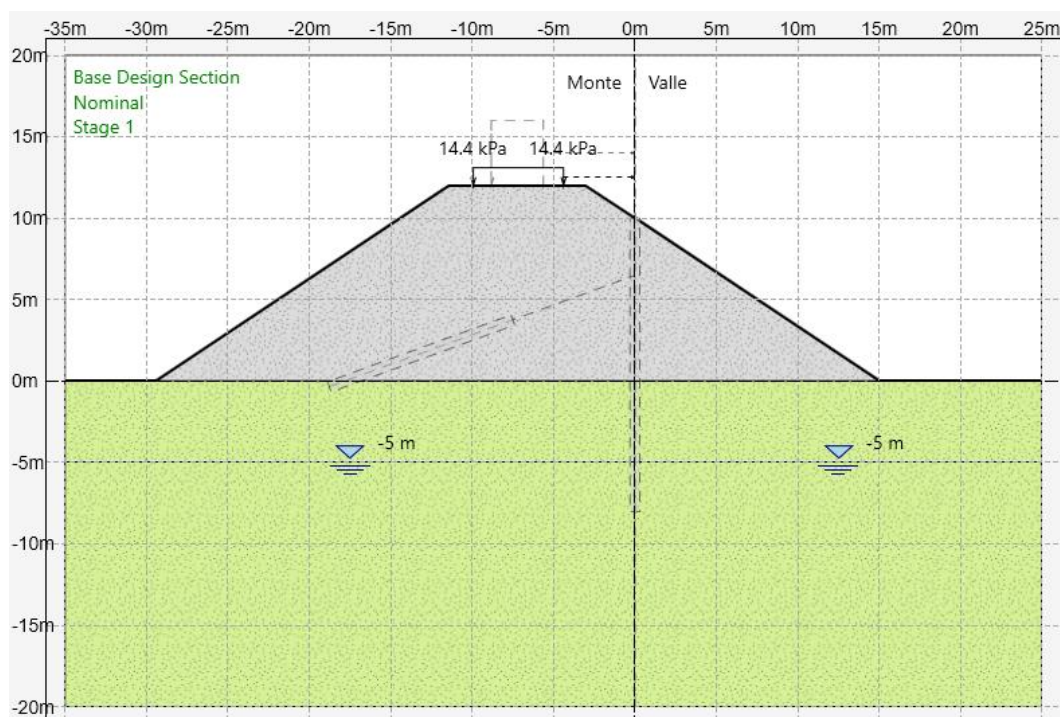 -35m -30m -25m -20m -15m -10m -5m 0m 5m 10m 15m 20m 25m
20m
Base Design Section
Nominal
Stage 1
Monte Valle
15m
14.4 kPa 14.4 kPa
10m
5m
0m
-5 m -5 m
-5m
-10m
-15m
-20m